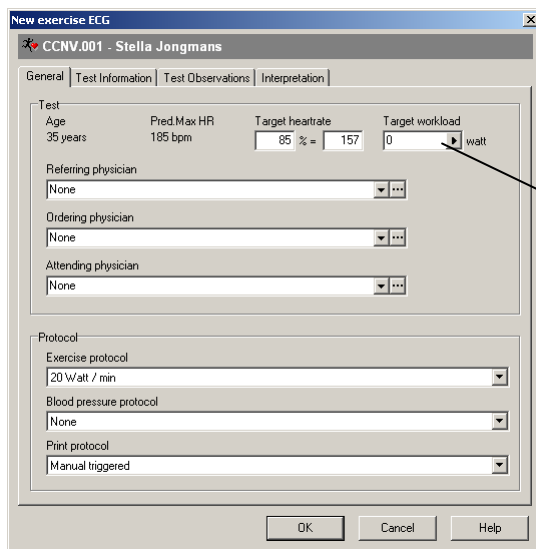 New exercise ECG
CCNV.001 - Stella Jongmans
General Test Information Test Observations Interpretation
Test
Age Pred.Max HR Target heartrate Target workload
35 years 185 bpm 85 % = 157 0 watt
Referring physician
None
Ordering physician
None
Attending physician
None
Protocol
Exercise protocol
20 Watt / min
Blood pressure protocol
None
Print protocol
Manual triggered
OK Cancel Help